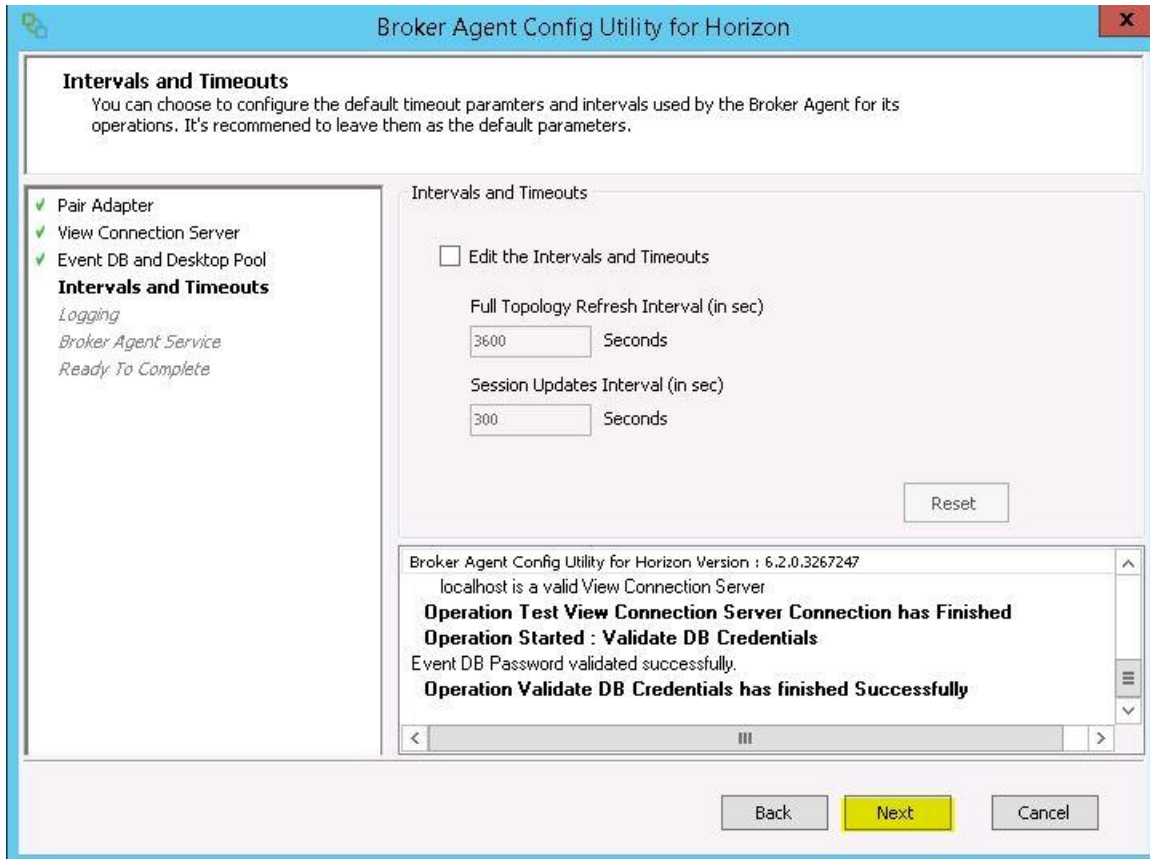 Broker Agent Config Utility for Horizon
x
Intervals and Timeouts
You can choose to configure the default timeout paramters and intervals used by the Broker Agent for its
operations. It's recommened to leave them as the default parameters.
Pair Adapter
View Connection Server
Event DB and Desktop Pool
Intervals and Timeouts
Logging
Broker Agent Service
Ready To Complete
Intervals and Timeouts
Edit the Intervals and Timeouts
Full Topology Refresh Interval (in sec)
3600 Seconds
Session Updates Interval (in sec)
300 Seconds
Reset
Broker Agent Config Utility for Horizon Version : 6.2.0.3267247
localhost is a valid View Connection Server
Operation Test View Connection Server Connection has Finished
Operation Started : Validate DB Credentials
Event DB Password validated successfully.
Operation Validate DB Credentials has finished Successfully
Back Next Cancel